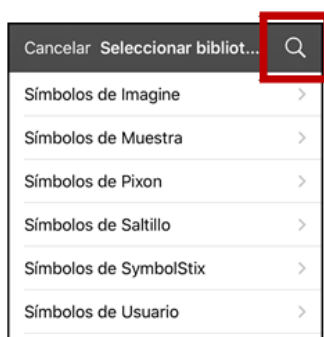 Cancelar Seleccionar bibliot...
Símbolos de Imagine
Símbolos de Muestra
Símbolos de Pixon
Símbolos de Saltillo
Símbolos de SymbolStix
Símbolos de Usuario